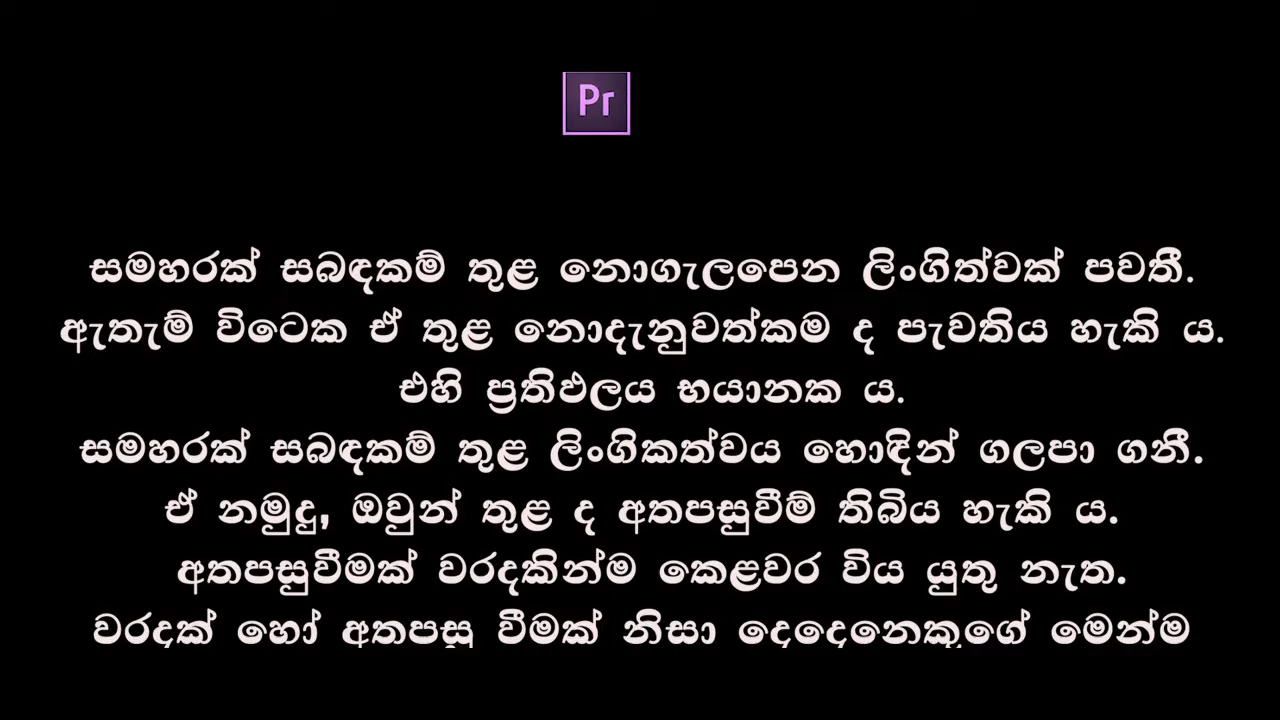 Pr
සමහරක් සබඳකම් තුළ නොගැලපෙන ලිංගිත්වක් පවතී.
ඇතැම් විටෙක ඒ තුළ නොදැනුවත්කම ද පැවතිය හැකි ය.
එහි ප්‍රතිඵලය භයානක ය.
සමහරක් සබඳකම් තුළ ලිංගිකත්වය හොඳින් ගලපා ගනී.
ඒ නමුදු, ඔවුන් තුළ ද අතපසුවීම් තිබිය හැකි ය.
අතපසුවීමක් වරදකින්ම කෙළවර විය යුතු නැත.
වරදක් හෝ අතපසු වීමක් නිසා දෙදෙනෙකුගේ මෙන්ම